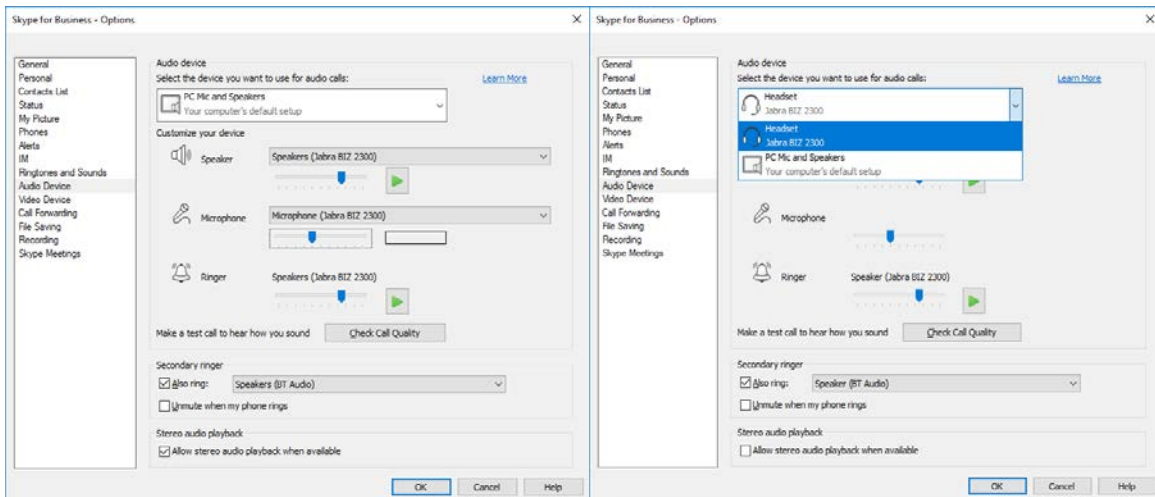 Skype for Business - Options
General
Personal
Contacts List
Status
My Picture
Phones
Alerts
IM
Ringtones and Sounds
Audio Device
Video Device
Call Forwarding
File Saving
Recording
Skype Meetings
Audio device
Select the device you want to use for audio calls:
Learn More
PC Mic and Speakers
Your computer's default setup
Customize your device
Speaker
Speakers (Jabra BIZ 2300)
Microphone
Microphone (Jabra BIZ 2300)
Ringer
Speakers (Jabra BIZ 2300)
Make a test call to hear how you sound
Check Call Quality
Secondary ringer
Also ring:
Speakers (BT Audio)
Unmute when my phone rings
Stereo audio playback
Allow stereo audio playback when available
OK
Cancel
Help
Skype for Business - Options
General
Personal
Contacts List
Status
My Picture
Phones
Alerts
IM
Ringtones and Sounds
Audio Device
Video Device
Call Forwarding
File Saving
Recording
Skype Meetings
Audio device
Select the device you want to use for audio calls:
Learn More
Headset
Jabra BIZ 2300
Headset
Jabra BIZ 2300
PC Mic and Speakers
Your computer's default setup
Microphone
Ringer
Speaker (Jabra BIZ 2300)
Make a test call to hear how you sound
Check Call Quality
Secondary ringer
Also ring:
Speaker (BT Audio)
Unmute when my phone rings
Stereo audio playback
Allow stereo audio playback when available
OK
Cancel
Help